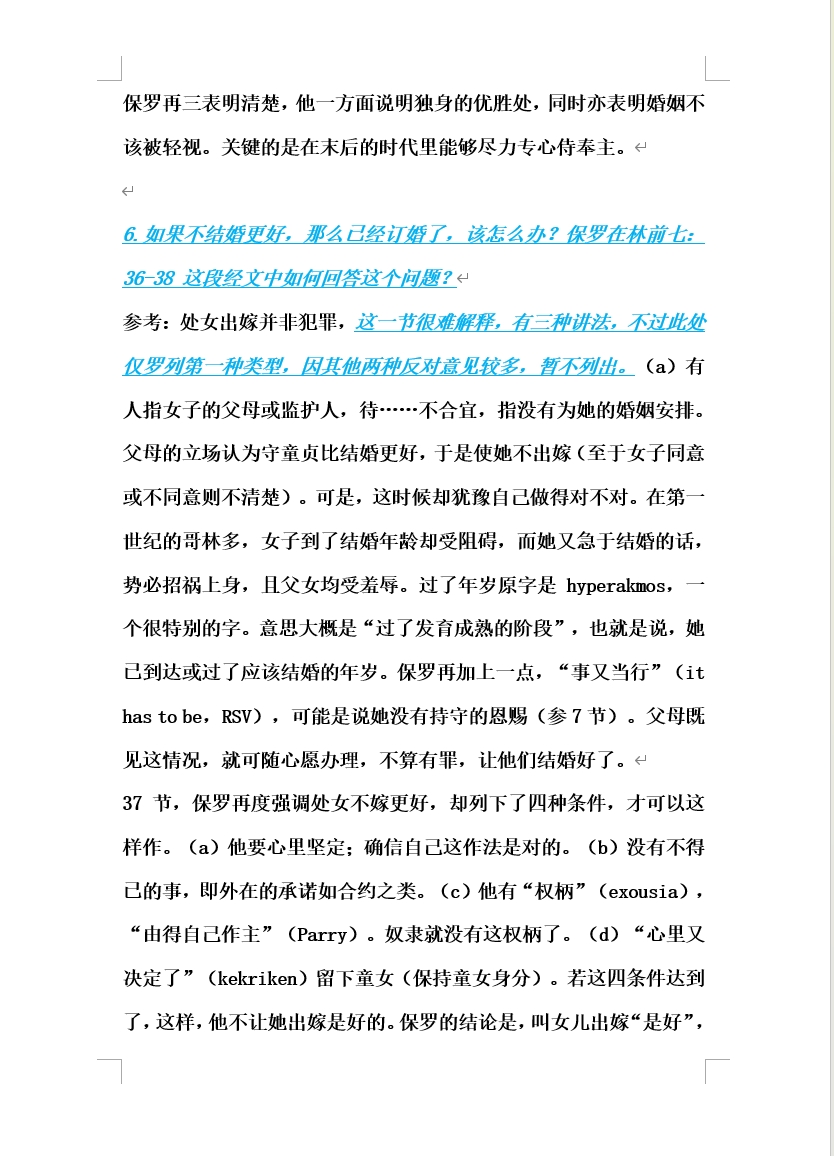 保罗再三表明清楚，他一方面说明独身的优胜处，同时亦表明婚姻不
该被轻视。关键的是在末后的时代里能够尽力专心侍奉主。
6. 如果不结婚更好，那么已经订婚了，该怎么办？保罗在林前七：
36-38 这段经文中如何回答这个问题？
参考：处女出嫁并非犯罪，这一节很难解释，有三种讲法，不过此处
仅罗列第一种类型，因其他两种反对意见较多，暂不列出。（a）有
人指女子的父母或监护人，待……不合宜，指没有为她的婚姻安排。
父母的立场认为守童贞比结婚更好，于是使她不出嫁（至于女子同意
或不同意则不清楚）。可是，这时候却犹豫自己做得对不对。在第一
世纪的哥林多，女子到了结婚年龄却受阻碍，而她又急于结婚的话，
势必招祸上身，且父女均受羞辱。过了年岁原字是 hyperakmos，一
个很特别的字。意思大概是“过了发育成熟的阶段”，也就是说，她
已到达或过了应该结婚的年岁。保罗再加上一点，“事又当行”（it
has to be，RSV），可能是说她没有持守的恩赐（参 7 节）。父母既
见这情况，就可随心愿办理，不算有罪，让他们结婚好了。
37 节，保罗再度强调处女不嫁更好，却列下了四种条件，才可以这
样作。（a）他要心里坚定；确信自己这作法是对的。（b）没有不得
已的事，即外在的承诺如合约之类。（c）他有“权柄”（exousia），
“由得自己作主”（Parry）。奴隶就没有这权柄了。（d）“心里又
决定了”（kekriken）留下童女（保持童女身分）。若这四条件达到
了，这样，他不让她出嫁是好的。保罗的结论是，叫女儿出嫁“是好”，